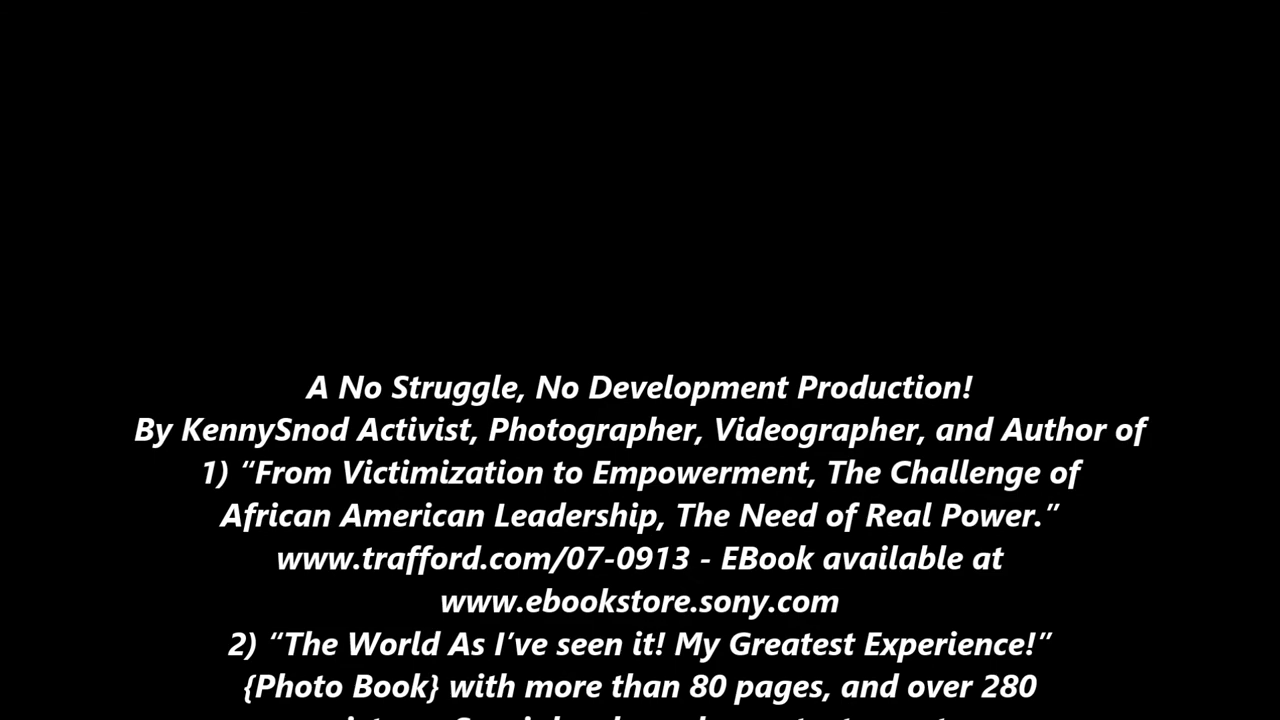 A No Struggle, No Development Production!
By KennySnod Activist, Photographer, Videographer, and Author of
1) “From Victimization to Empowerment, The Challenge of
African American Leadership, The Need of Real Power.”
www.trafford.com/07-0913 - EBook available at
www.ebookstore.sony.com
2) “The World As I’ve seen it! My Greatest Experience!”
{Photo Book} with more than 80 pages, and over 280